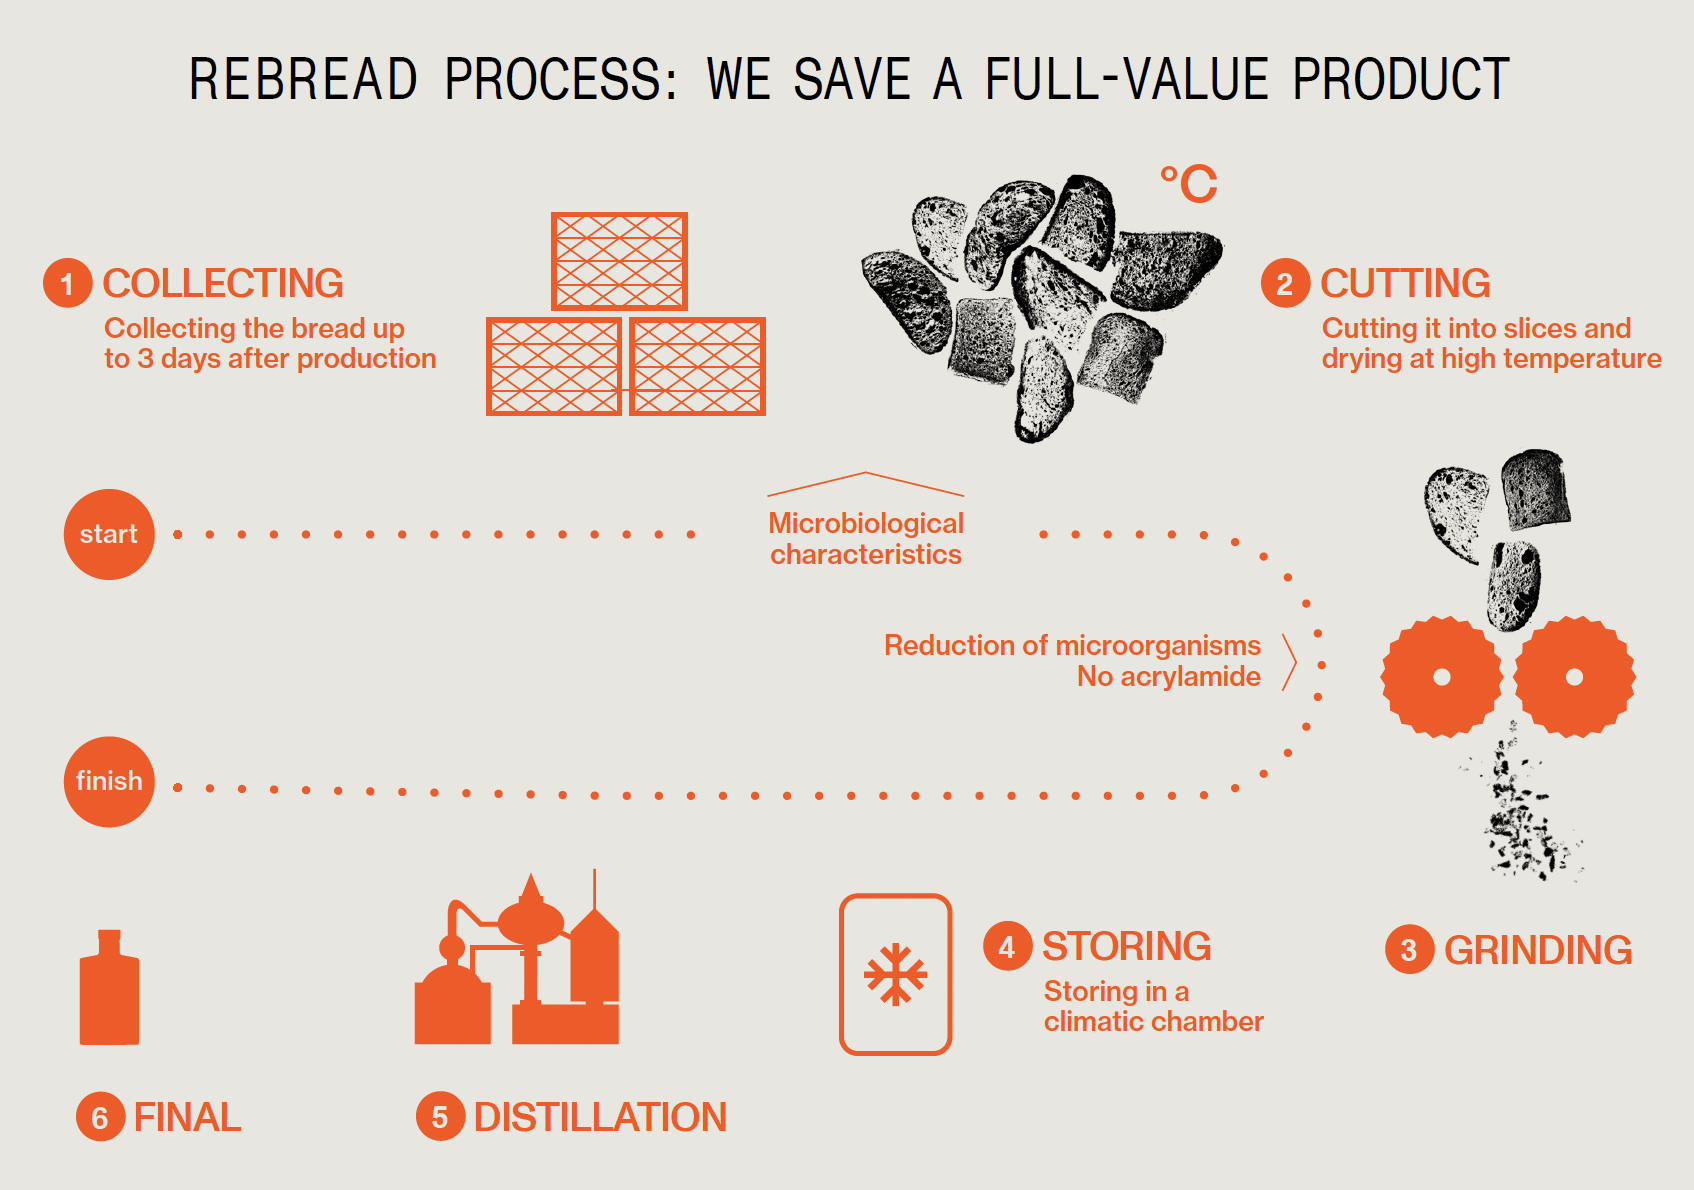 REBREAD PROCESS: WE SAVE A FULL-VALUE PRODUCT
1 COLLECTING
Collecting the bread up
to 3 days after production
°C
2 CUTTING
Cutting it into slices and
drying at high temperature
start
Microbiological
characteristics
Reduction of microorganisms
No acrylamide
finish
3 GRINDING
4 STORING
Storing in a
climatic chamber
5 DISTILLATION
6 FINAL